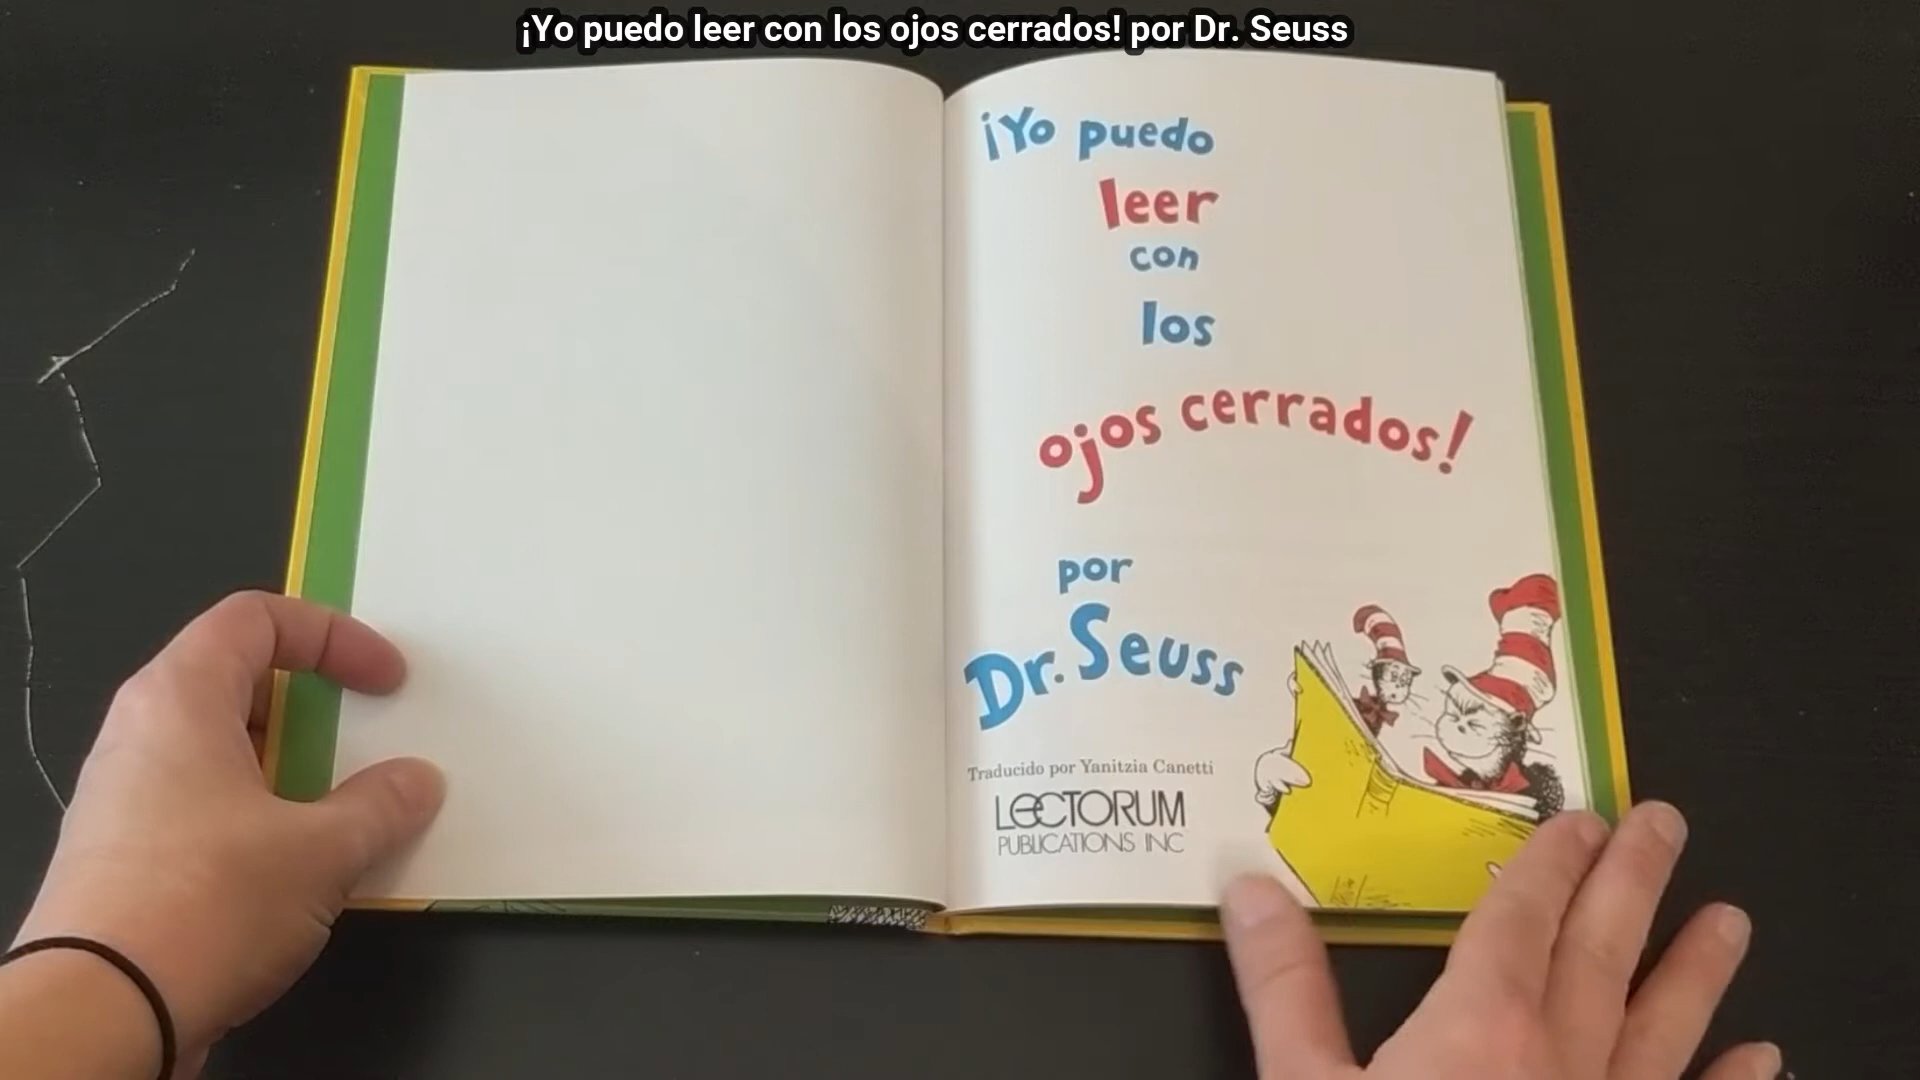 ¡Yo puedo leer con los ojos cerrados! por Dr. Seuss
¡Yo puedo
leer
con
los
ojos cerrados!
por
Dr. Seuss
Traducido por Yanitzia Canetti
LECTORUM
PUBLICATIONS INC